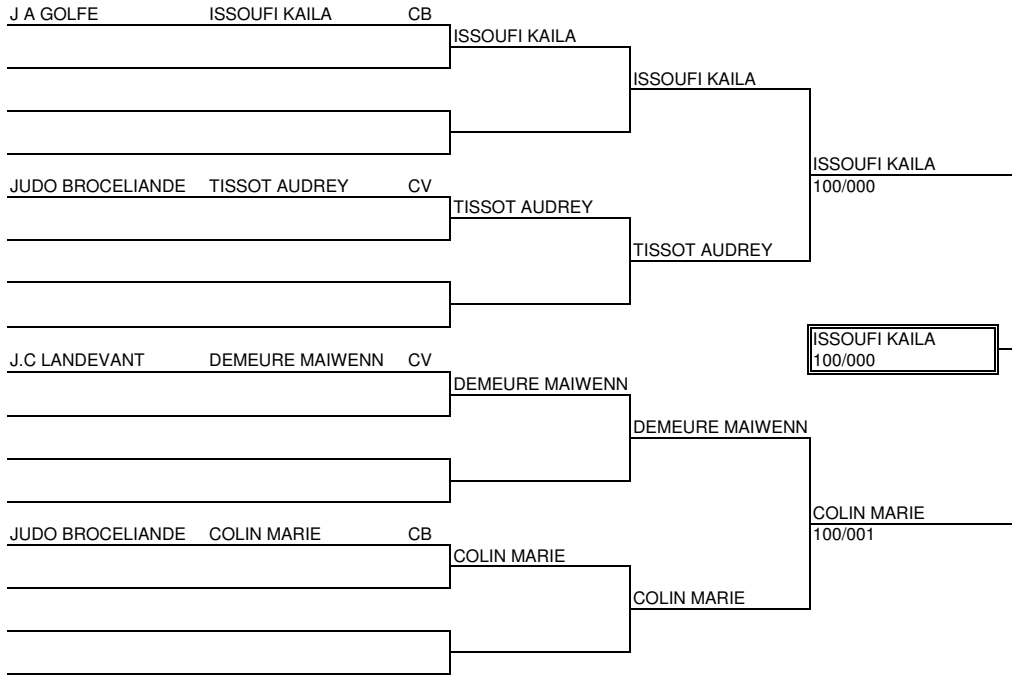 J A GOLFE ISSOUFI KAILA CB
ISSOUFI KAILA
ISSOUFI KAILA
ISSOUFI KAILA
100/000
JUDO BROCELIANDE TISSOT AUDREY CV
TISSOT AUDREY
TISSOT AUDREY
ISSOUFI KAILA
100/000
J.C LANDEVANT DEMEURE MAIWENN CV
DEMEURE MAIWENN
DEMEURE MAIWENN
COLIN MARIE
100/001
JUDO BROCELIANDE COLIN MARIE CB
COLIN MARIE
COLIN MARIE